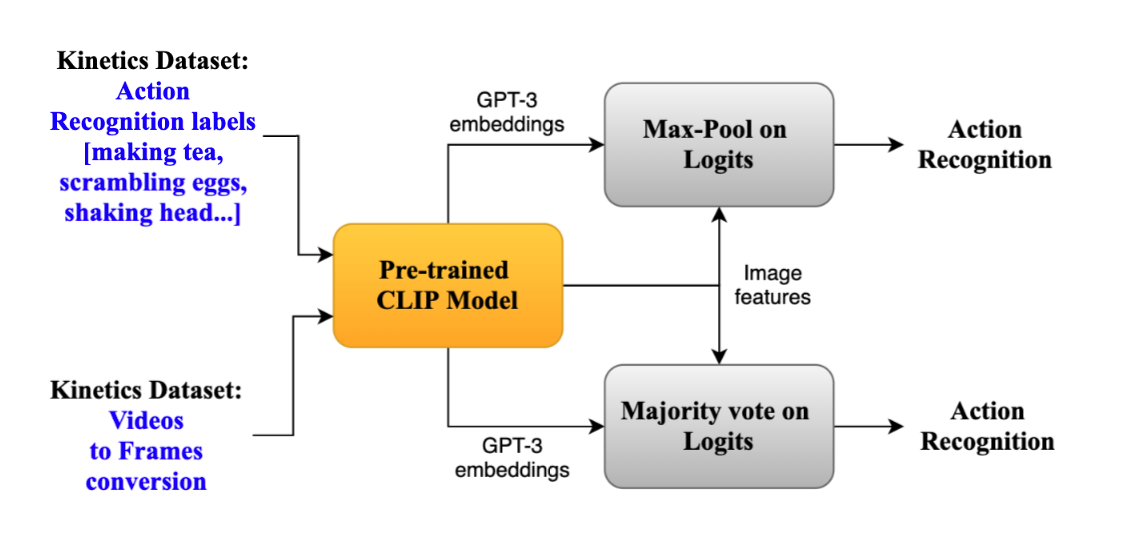 Kinetics Dataset:
Action
Recognition labels
[making tea,
scrambling eggs,
shaking head...]
Kinetics Dataset:
Videos
to Frames
conversion
Pre-trained
CLIP Model
GPT-3
embeddings
GPT-3
embeddings
Max-Pool on
Logits
Image
features
Majority vote on
Logits
Action
Recognition
Action
Recognition